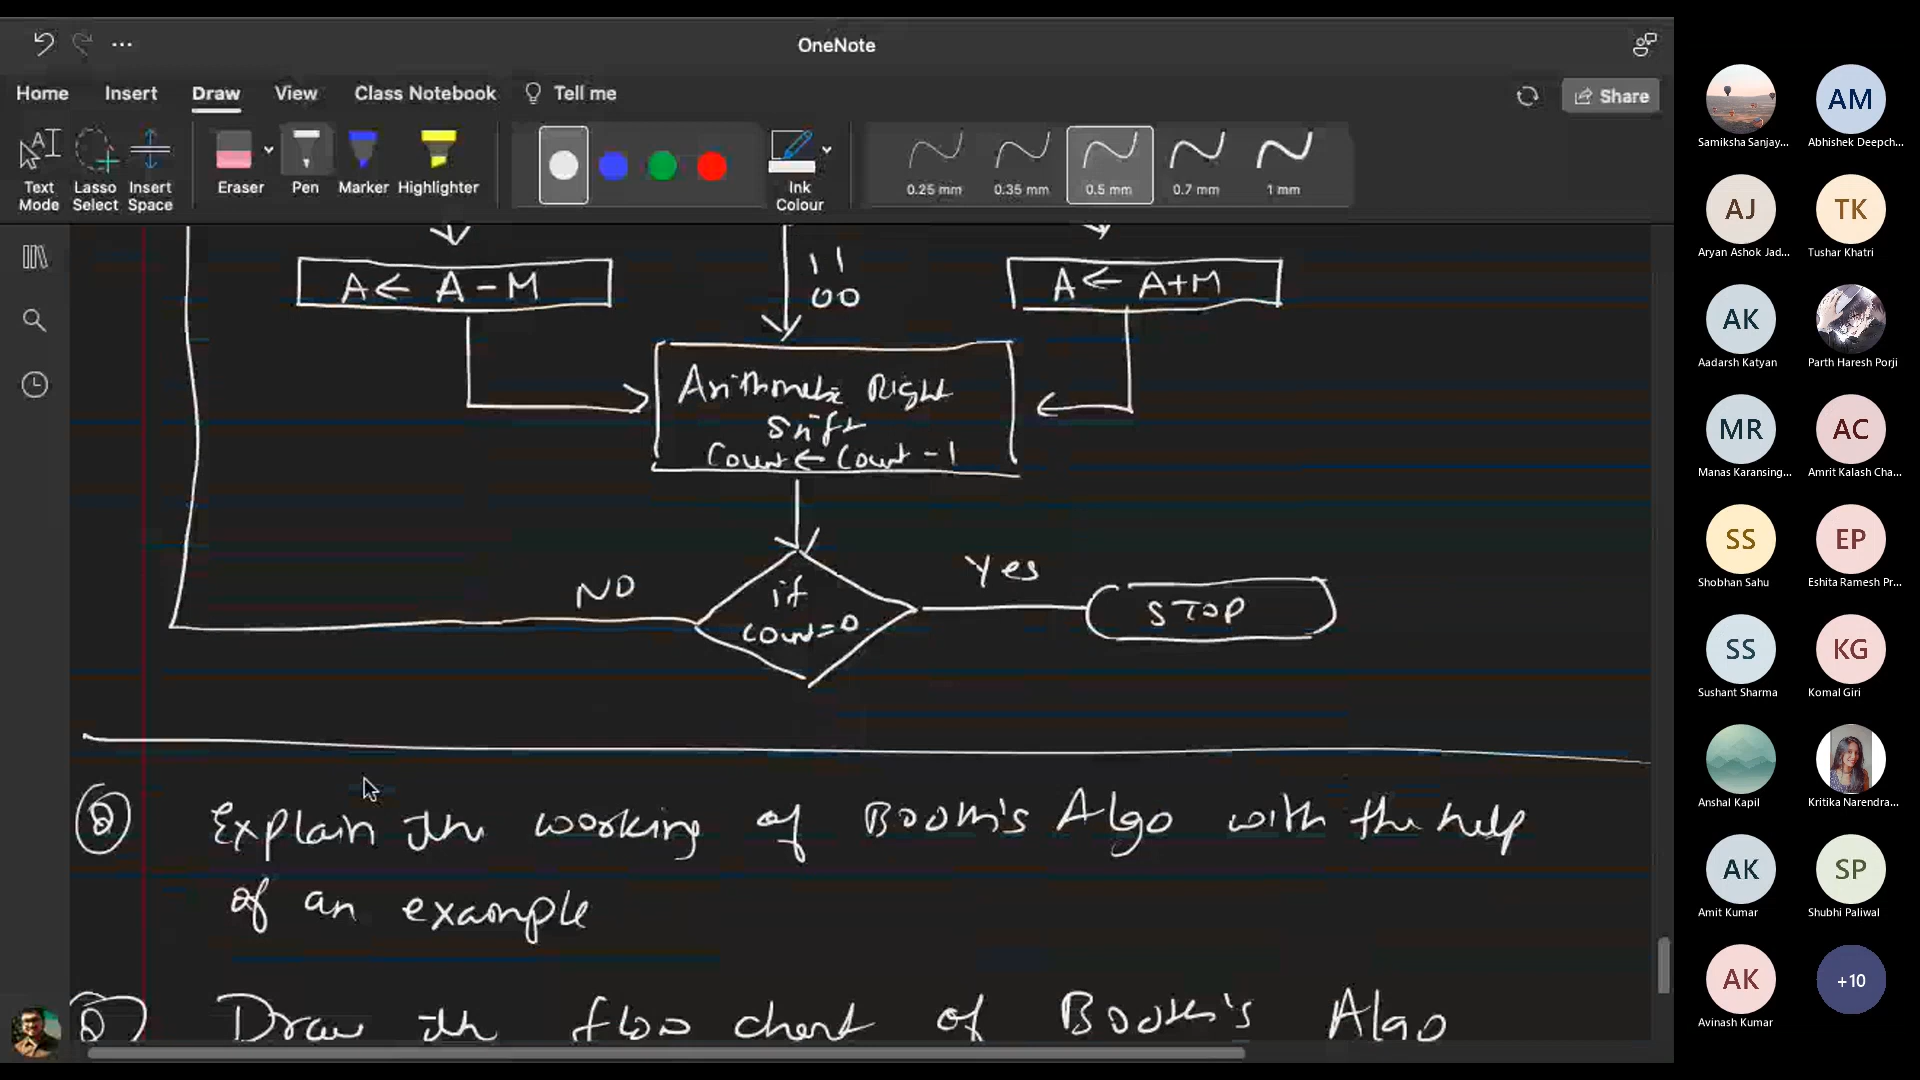 OneNote
Home Insert Draw View Class Notebook Tell me
Share
Text Mode
Lasso Select
Insert Space
Eraser
Pen
Marker
Highlighter
Ink Colour
0.25 mm
0.35 mm
0.5 mm
0.7 mm
1 mm
A ← A - M
11
00
A ← A+M
Arithmetic Right
Shift
Count ← Count - 1
if
count=0
NO
Yes
STOP
Q Explain the working of Booth's Algo with the help
of an example
Q Draw the flow chart of Booth's Algo
Samiksha Sanjay...
AM
Abhishek Deepch...
AJ
Aryan Ashok Jad...
TK
Tushar Khatri
AK
Aadarsh Katyan
Parth Haresh Porji
MR
Manas Karansing...
AC
Amrit Kalash Cha...
SS
Shobhan Sahu
EP
Eshita Ramesh Pr...
SS
Sushant Sharma
KG
Komal Giri
Anshal Kapil
Kritika Narendra...
AK
Amit Kumar
SP
Shubhi Paliwal
AK
Avinash Kumar
+10